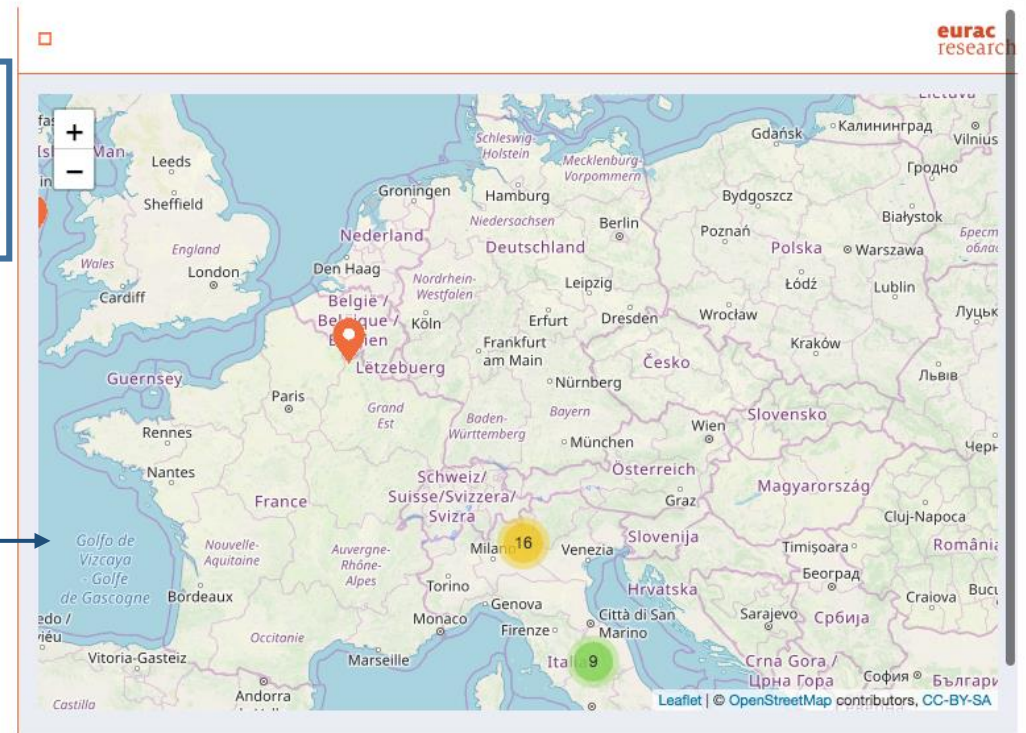 eurac
research
+
−
Man
Leeds
Sheffield
England
Wales
London
Cardiff
Guernsey
Schleswig-
Holstein
Mecklenburg-
Vorpommern
Groningen
Hamburg
Nederland
Niedersachsen
Berlin
Deutschland
Den Haag
Nordrhein-
Westfalen
Leipzig
België /
Köln
Erfurt
Dresden
Frankfurt
am Main
Lëtzebuerg
Nürnberg
Gdańsk
Калининград
Vilnius
Гродно
Bydgoszcz
Białystok
Poznań
Polska
Warszawa
Łódź
Lublin
Wrocław
Kraków
Česko
Львів
Paris
Grand
Est
Baden-
Württemberg
Bayern
München
Wien
Slovensko
Rennes
Nantes
France
Schweiz/
Suisse/Svizzera/
Svizra
Österreich
Graz
Magyarország
Cluj-Napoca
Golfo de
Vizcaya
- Golfe
de Gascogne
Nouvelle-
Aquitaine
Auvergne-
Rhône-
Alpes
Bordeaux
16
Venezia
Slovenija
Timișoara
Torino
Genova
Hrvatska
Београд
Craiova
Monaco
Firenze
Città di San
Marino
Sarajevo
Србија
Occitanie
Vitoria-Gasteiz
Marseille
9
Crna Gora /
Црна Гора
София
Castilla
Andorra
Leaflet | © OpenStreetMap contributors, CC-BY-SA